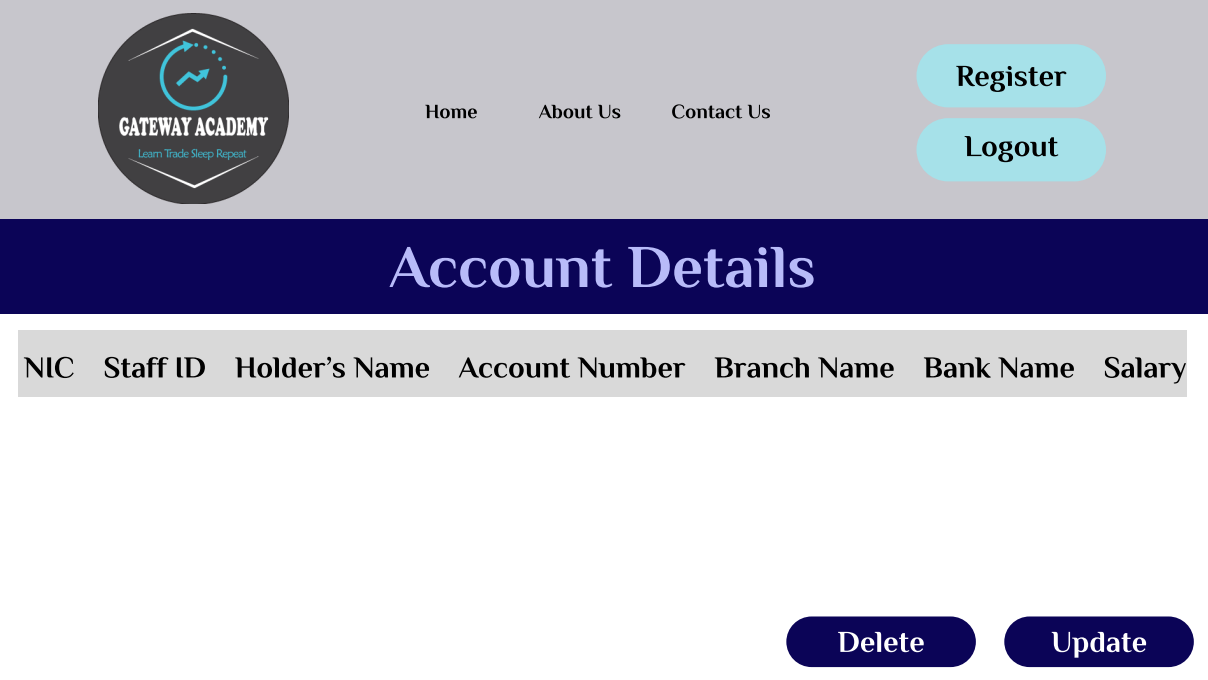 GATEWAY ACADEMY
Learn Trade Sleep Repeat
Home About Us Contact Us
Register
Logout
Account Details
NIC Staff ID Holder’s Name Account Number Branch Name Bank Name Salary
Delete Update